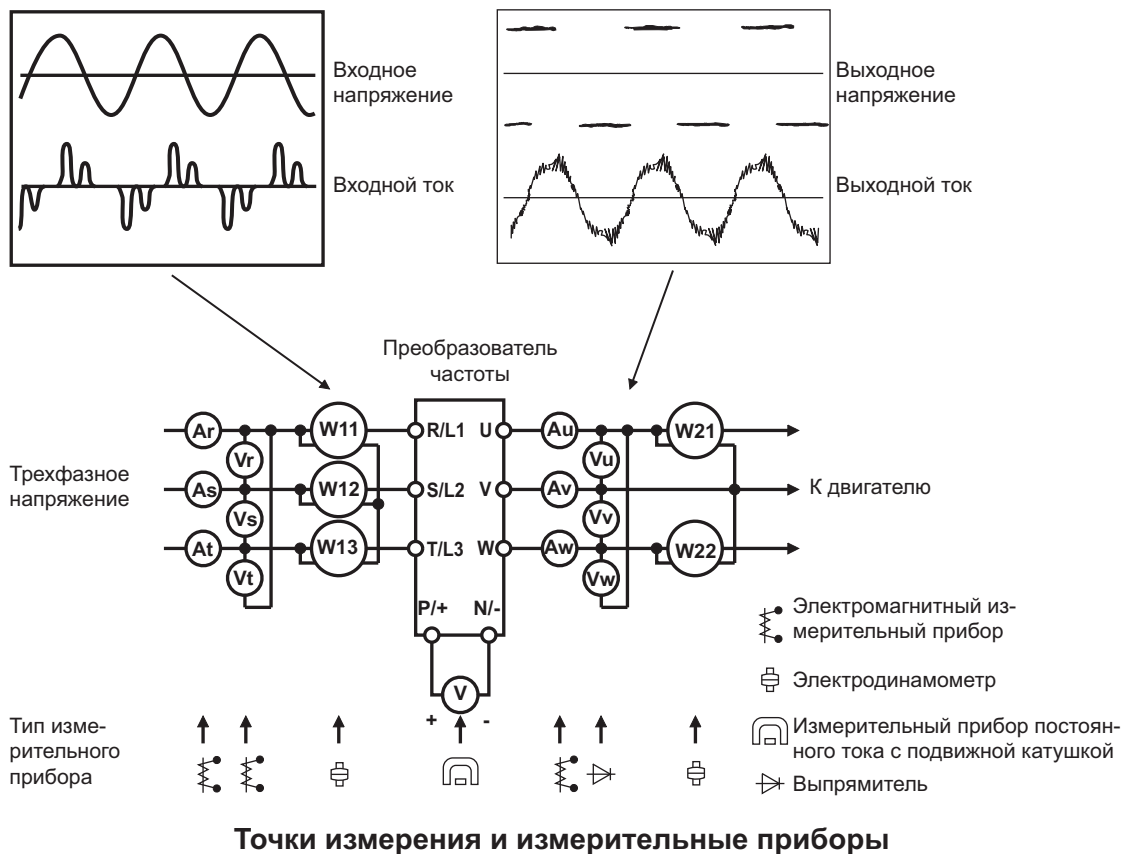 Входное
напряжение
Входной ток
Выходное
напряжение
Выходной ток
Преобразователь
частоты
Трехфазное
напряжение
Ar
Vr
As
Vs
At
Vt
W11
W12
W13
R/L1 U
S/L2 V
T/L3 W
P/+ N/-
V
+ -
Au
Vu
Av
Vv
Aw
Vw
W21
W22
К двигателю
Электромагнитный из-
мерительный прибор
Электродинамометр
Измерительный прибор постоян-
ного тока с подвижной катушкой
Выпрямитель
Тип изме-
рительного
прибора
Точки измерения и измерительные приборы